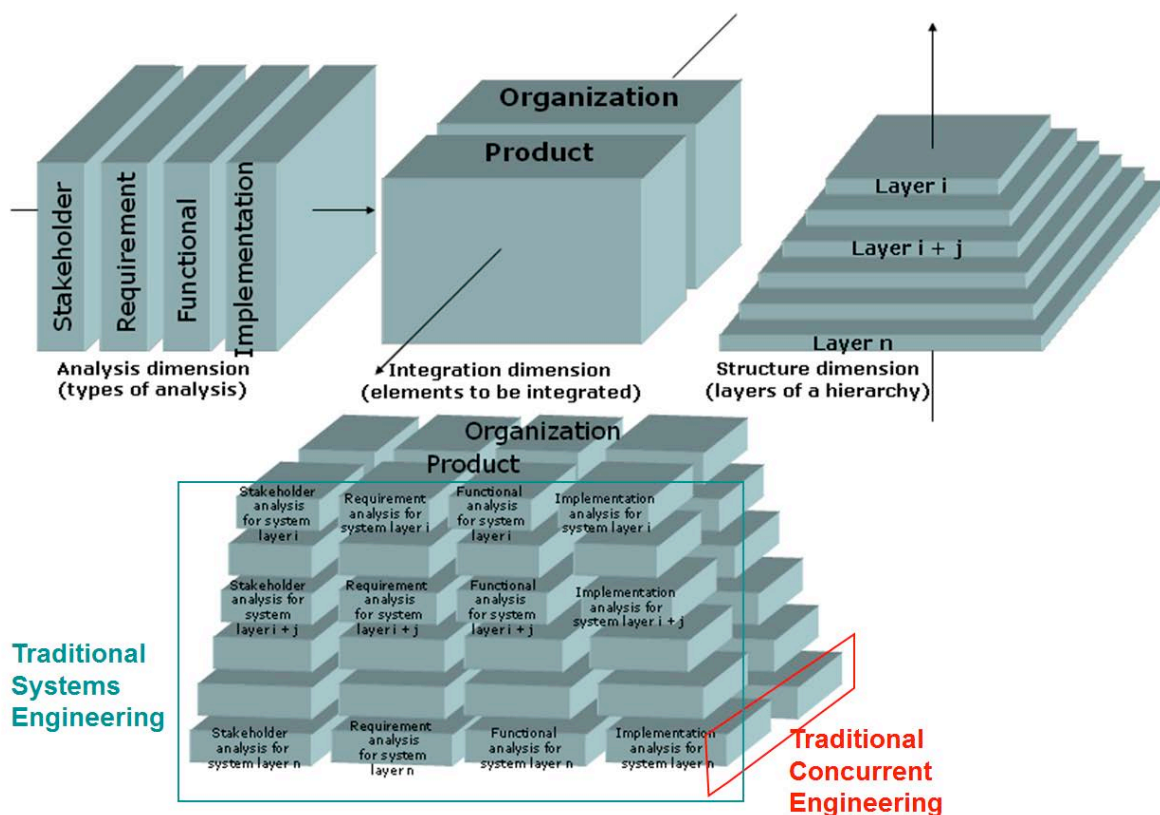 Stakeholder
Requirement
Functional
Implementation
Analysis dimension
(types of analysis)
Organization
Product
Integration dimension
(elements to be integrated)
Layer i
Layer i + j
Layer n
Structure dimension
(layers of a hierarchy)
Organization
Product
Stakeholder
analysis
for system
layer i
Requirement
analysis for
system layer i
Functional
analysis
for system
layer i
Implementation
analysis for
system layer i
Stakeholder
analysis for
system
layer i + j
Requirement
analysis for
system
layer i + j
Functional
analysis
for system
layer i + j
Implementation
analysis for
system layer i + j
Stakeholder
analysis for
system layer n
Requirement
analysis
for system
layer n
Functional
analysis for
system layer n
Implementation
analysis for
system layer n
Traditional
Systems
Engineering
Traditional
Concurrent
Engineering